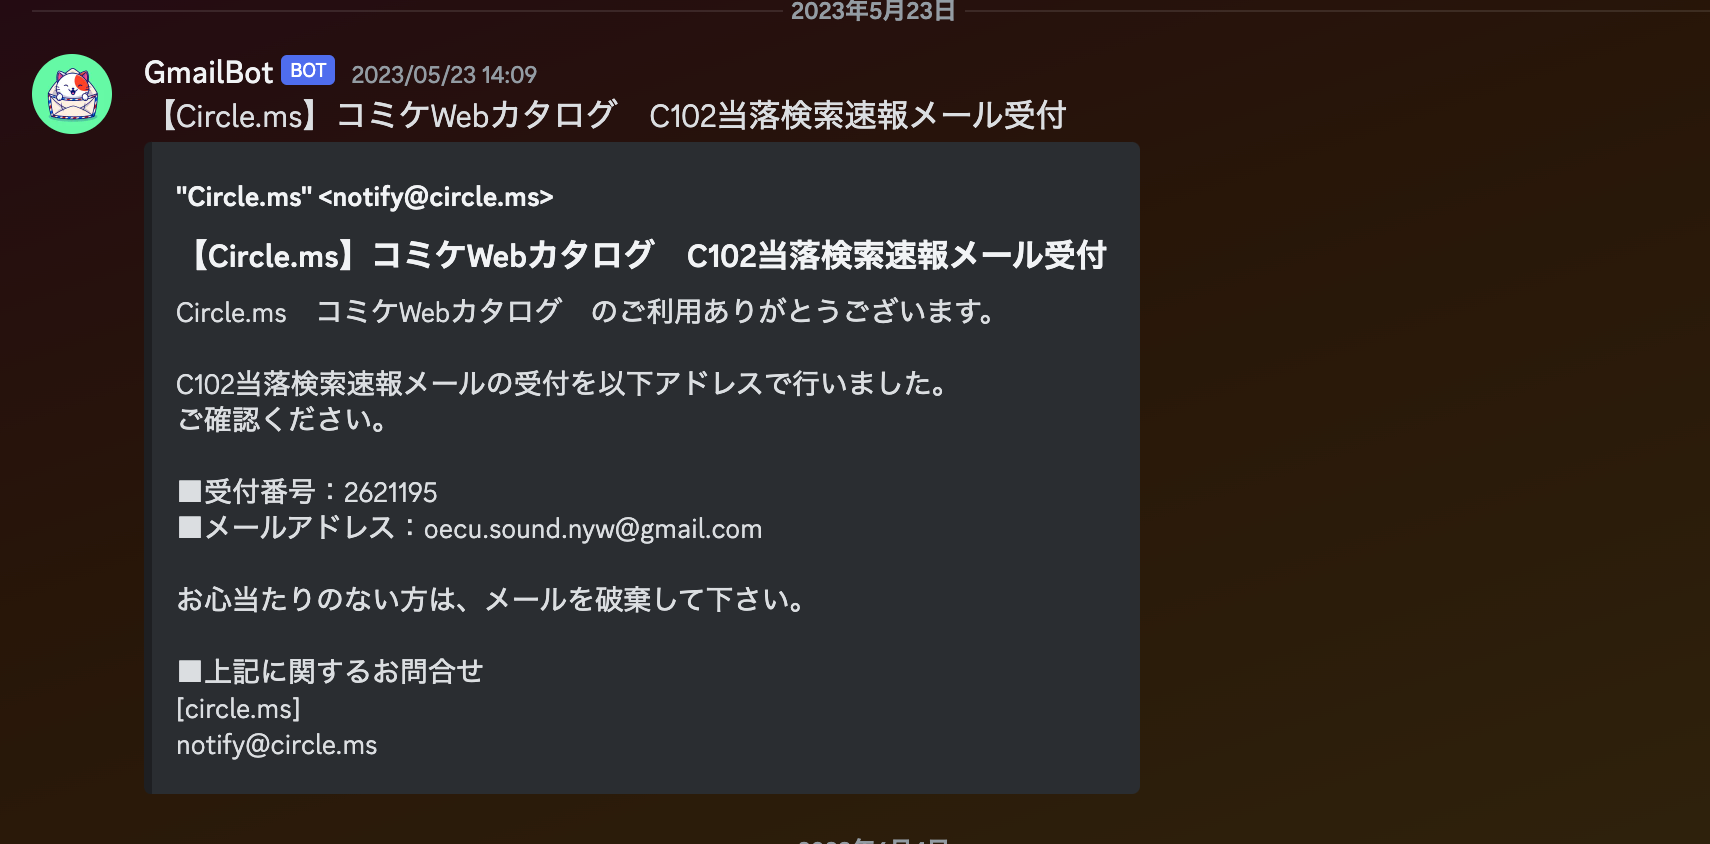 2023年5月23日
GmailBot BOT 2023/05/23 14:09
【Circle.ms】コミケWebカタログ　C102当落検索速報メール受付
"Circle.ms" <notify@circle.ms>
【Circle.ms】コミケWebカタログ　C102当落検索速報メール受付
Circle.ms　コミケWebカタログ　のご利用ありがとうございます。
C102当落検索速報メールの受付を以下アドレスで行いました。
ご確認ください。
■受付番号：2621195
■メールアドレス：oecu.sound.nyw@gmail.com
お心当たりのない方は、メールを破棄して下さい。
■上記に関するお問合せ
[circle.ms]
notify@circle.ms